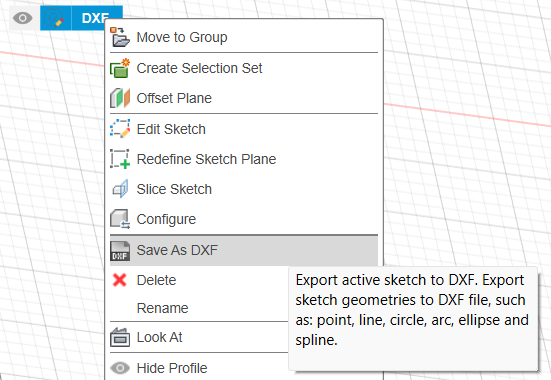 DXF
Move to Group
Create Selection Set
Offset Plane
Edit Sketch
Redefine Sketch Plane
Slice Sketch
Configure
DXF
Save As DXF
Delete
Rename
Look At
Hide Profile
Export active sketch to DXF. Export
sketch geometries to DXF file, such
as: point, line, circle, arc, ellipse and
spline.